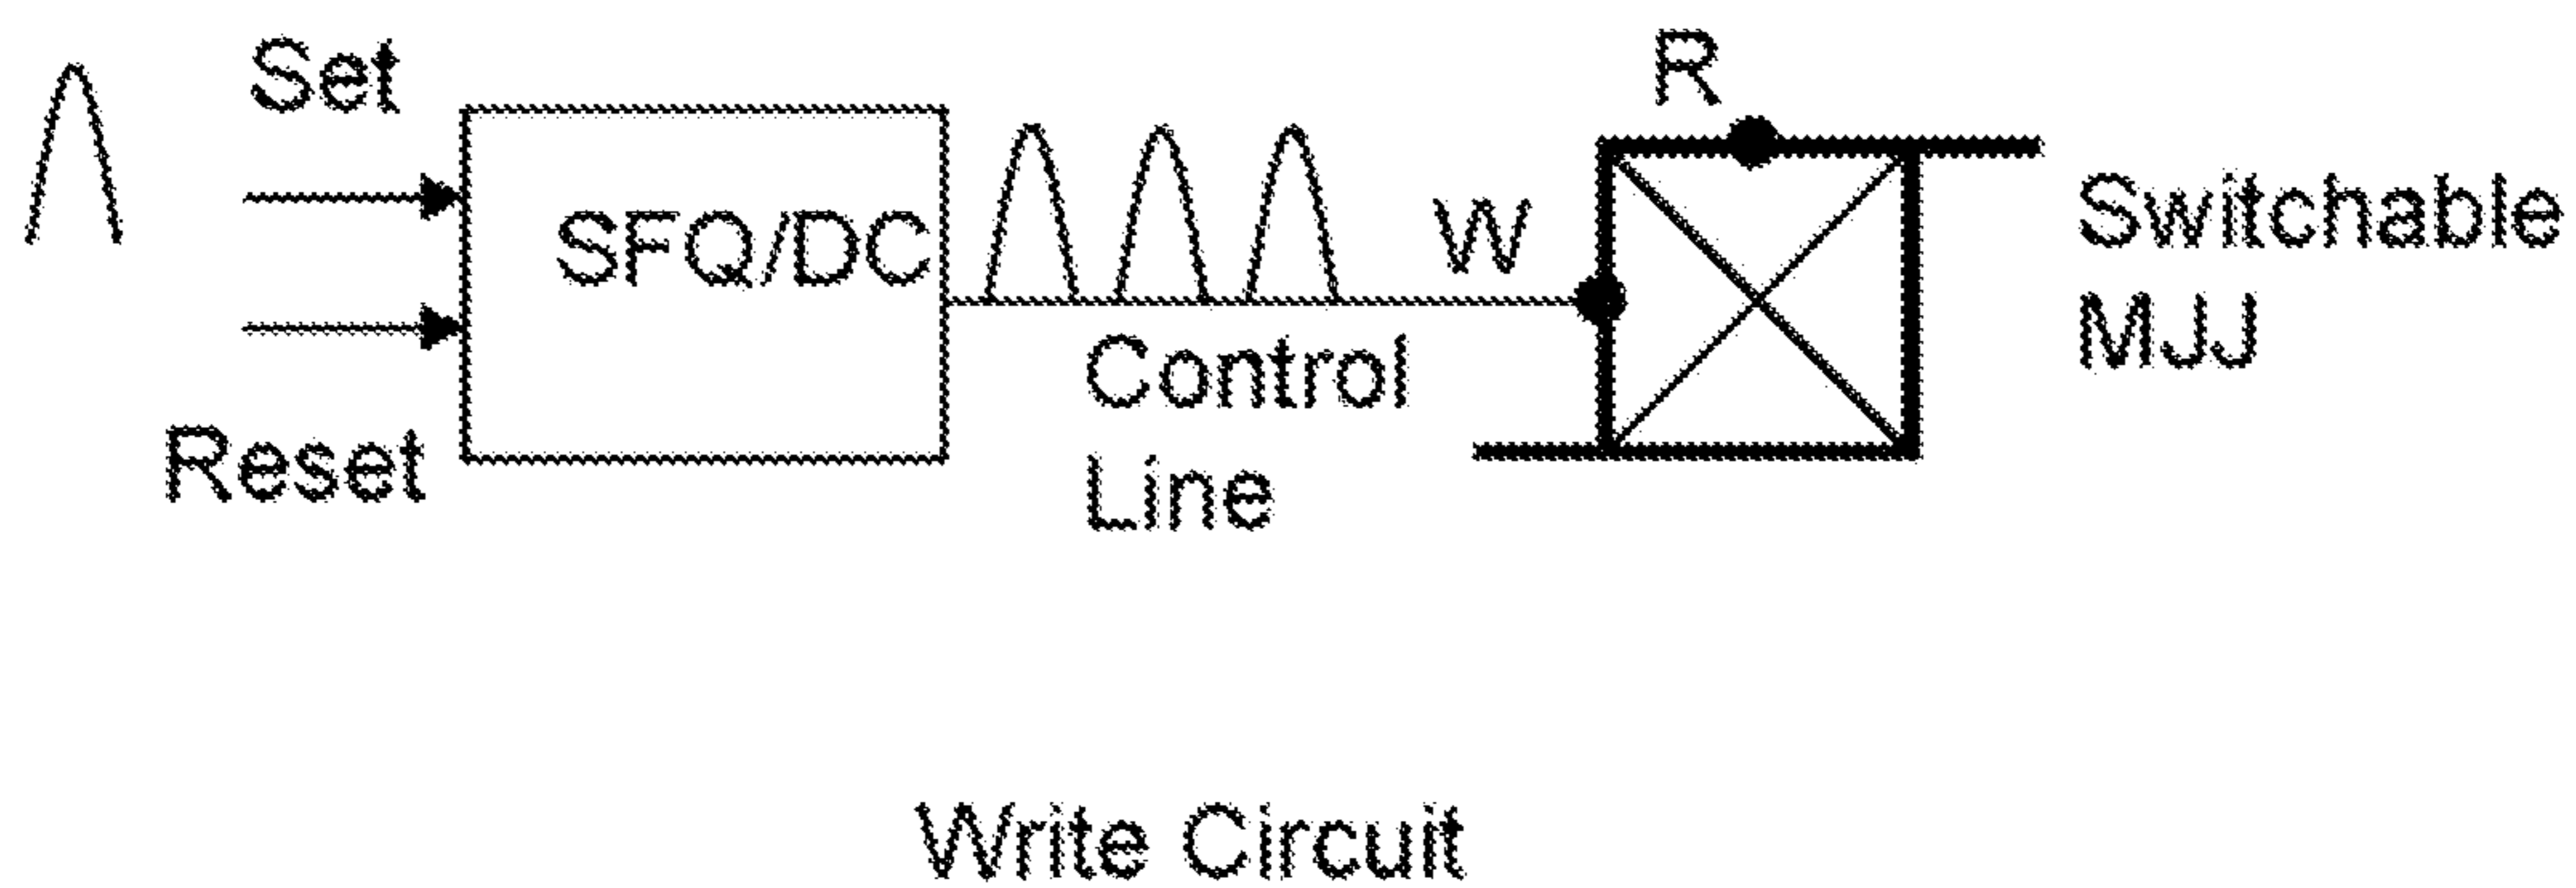 Set
Reset
SFQ/DC
Control
Line
W
R
Switchable
MJJ
Write Circuit